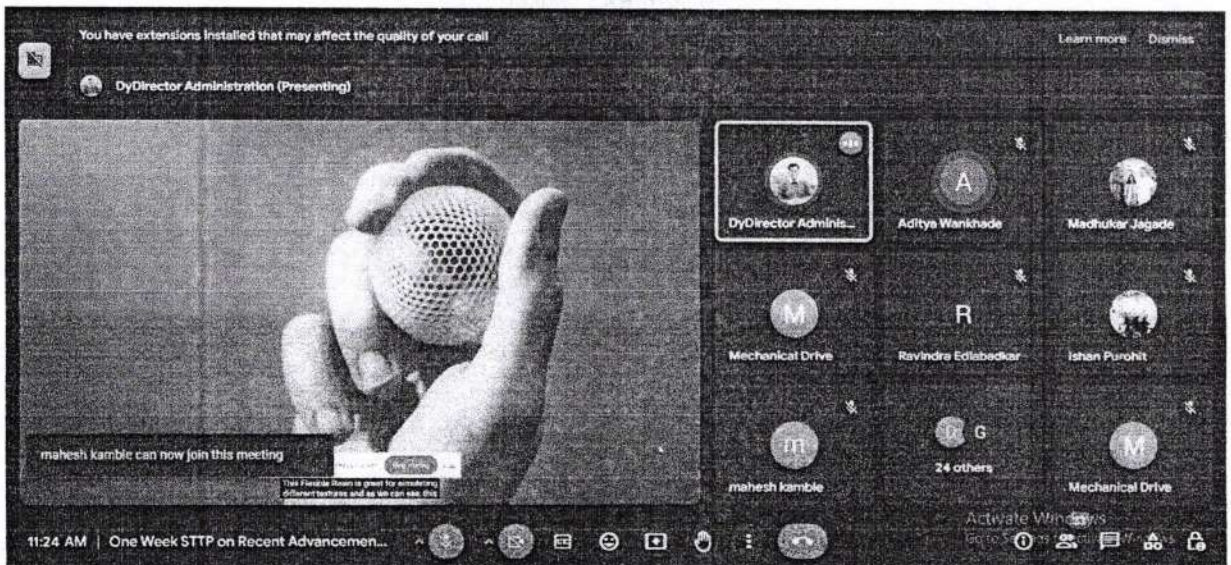 You have extensions installed that may affect the quality of your call
Learn more Dismiss
DyDirector Administration (Presenting)
DyDirector Adminis...
A
Aditya Wankhade
Madhukar Jagade
M
Mechanical Drive
R
Ravindra Edlabadkar
Ishan Purohit
mahesh kamble can now join this meeting
This Flexible Resin is great for simulating
different textures and as we can see, this
m
mahesh kamble
G
24 others
M
Mechanical Drive
Activate Windows
Go to
11:24 AM | One Week STTP on Recent Advancemen...